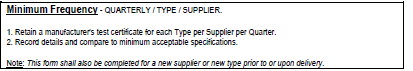 Minimum Frequency - QUARTERLY / TYPE / SUPPLIER.
1. Retain a manufacturer's test certificate for each Type per Supplier per Quarter.
2. Record details and compare to minimum acceptable specifications.
Note: This form shall also be completed for a new supplier or new type prior to or upon delivery.